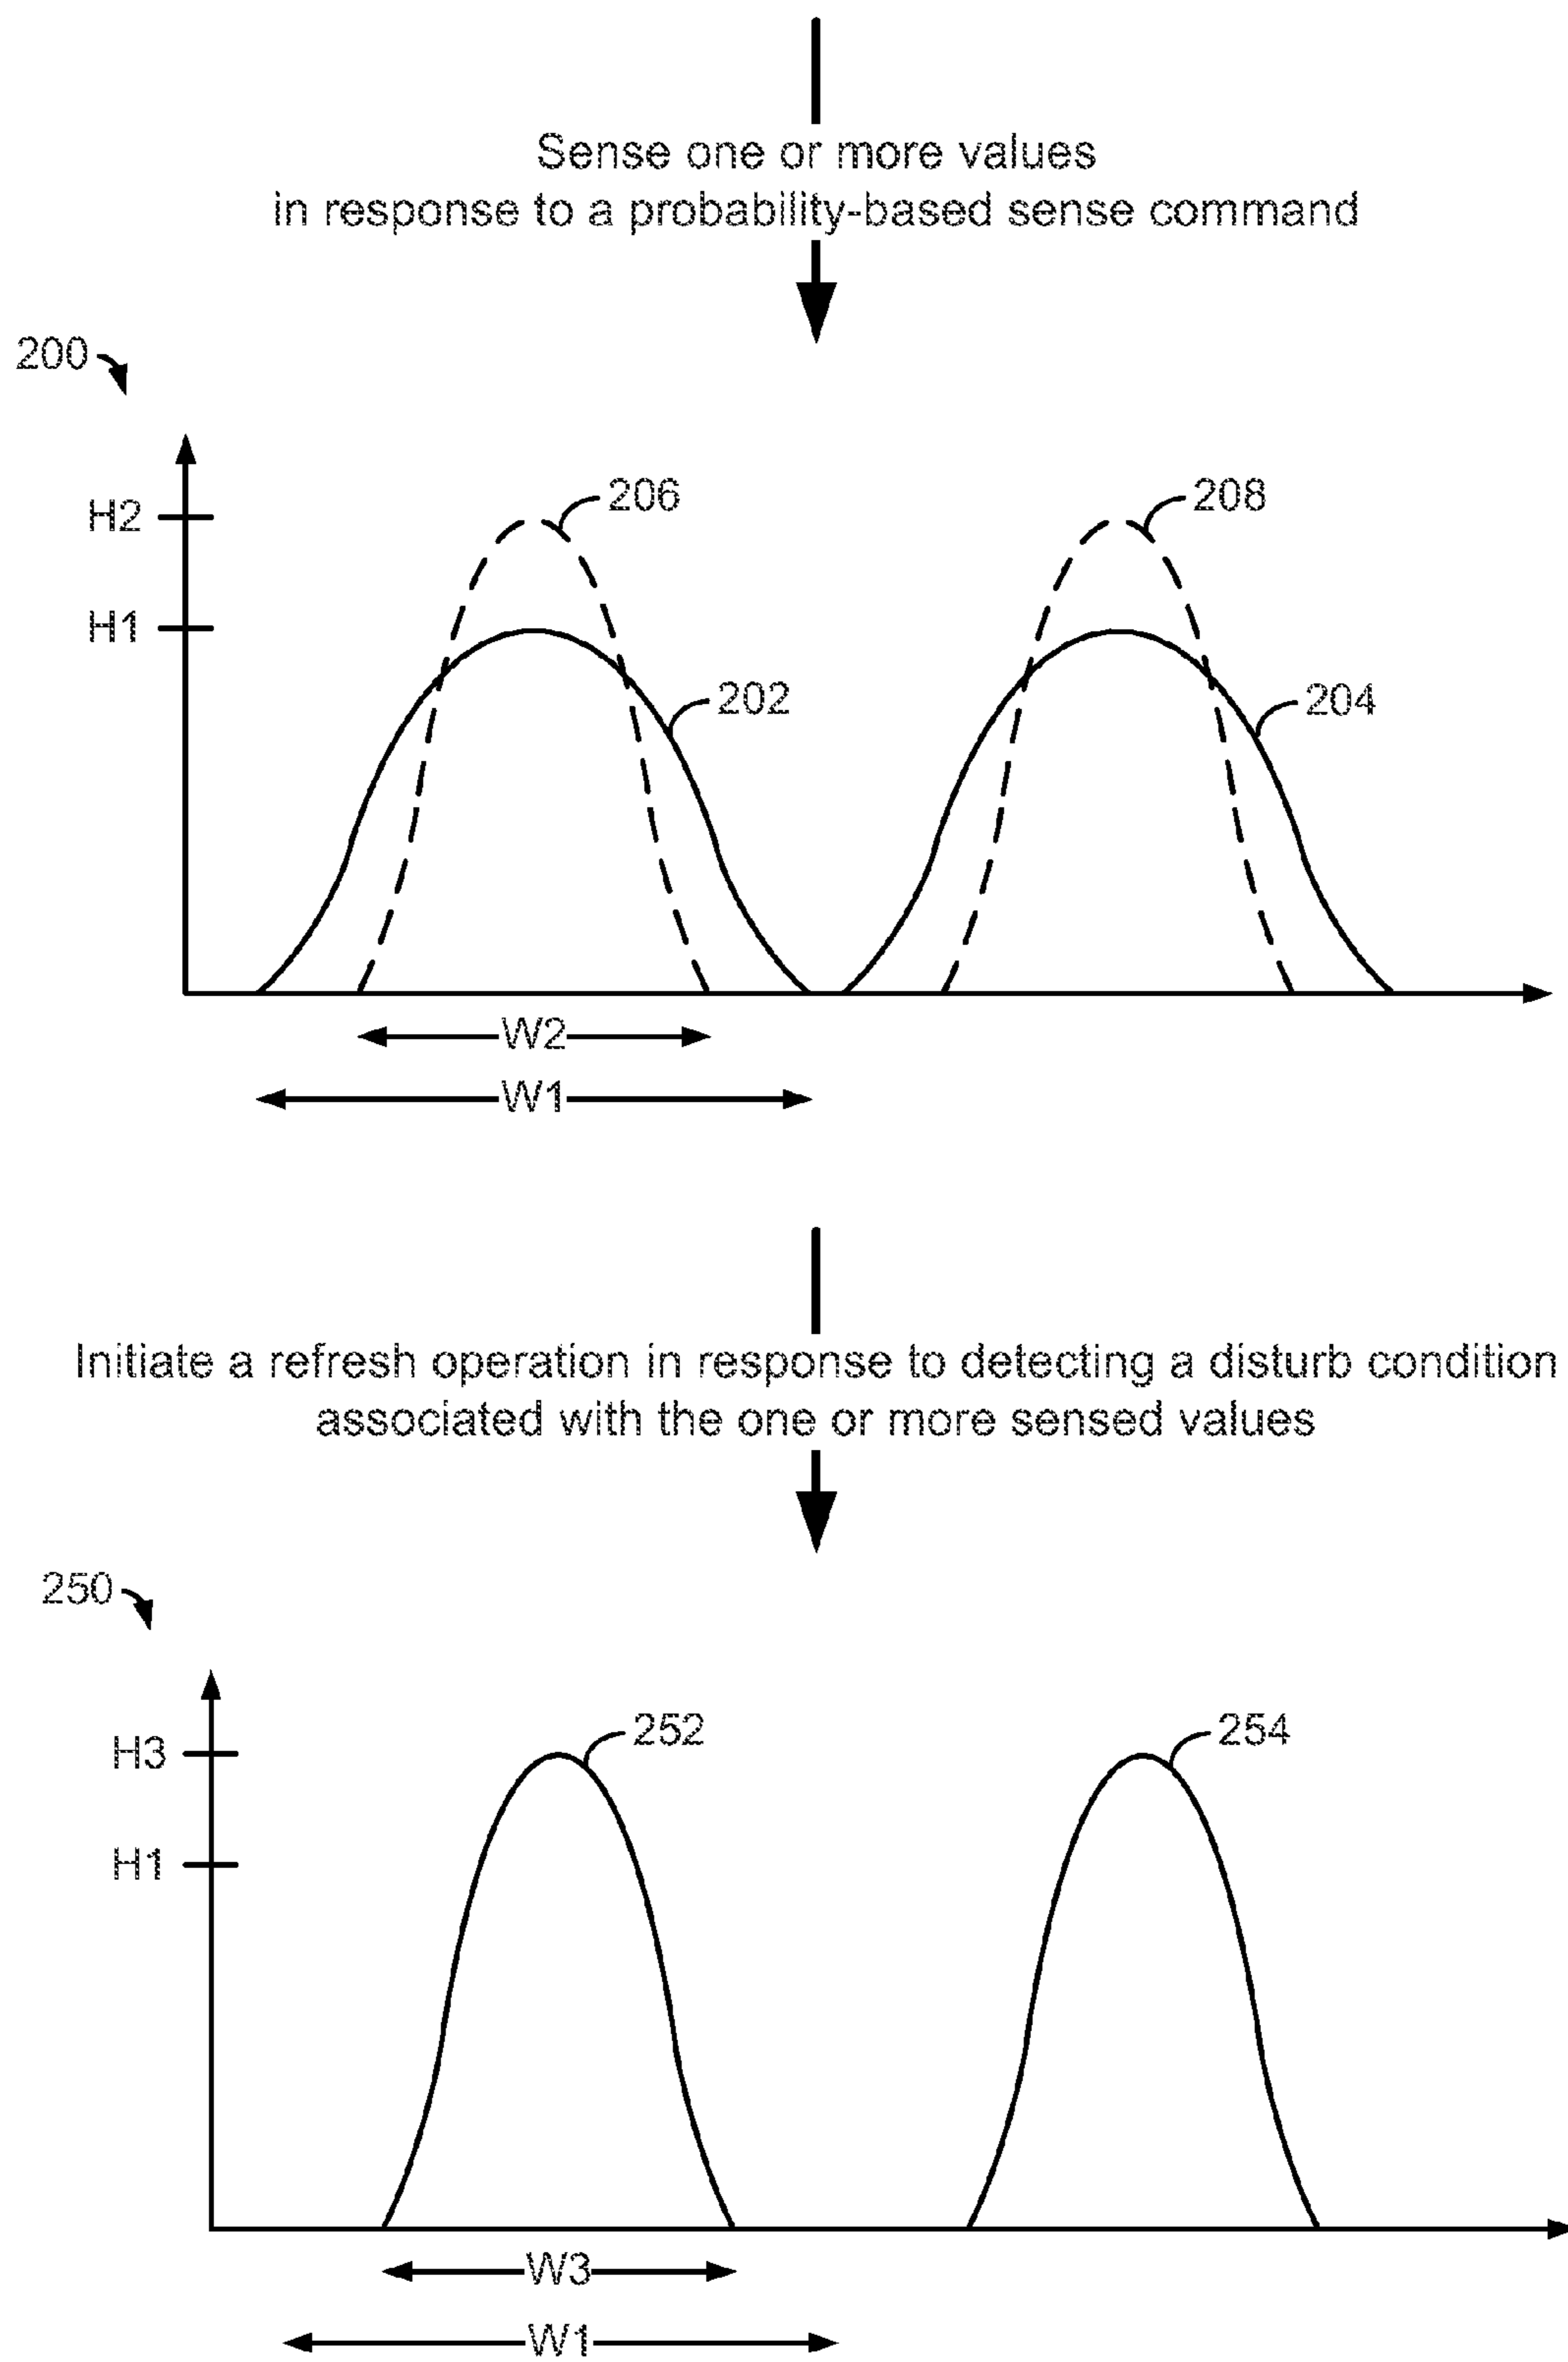 Sense one or more values
in response to a probability-based sense command
200
H2
206
208
H1
202
204
W2
W1
Initiate a refresh operation in response to detecting a disturb condition
associated with the one or more sensed values
250
H3
252
254
H1
W3
W1